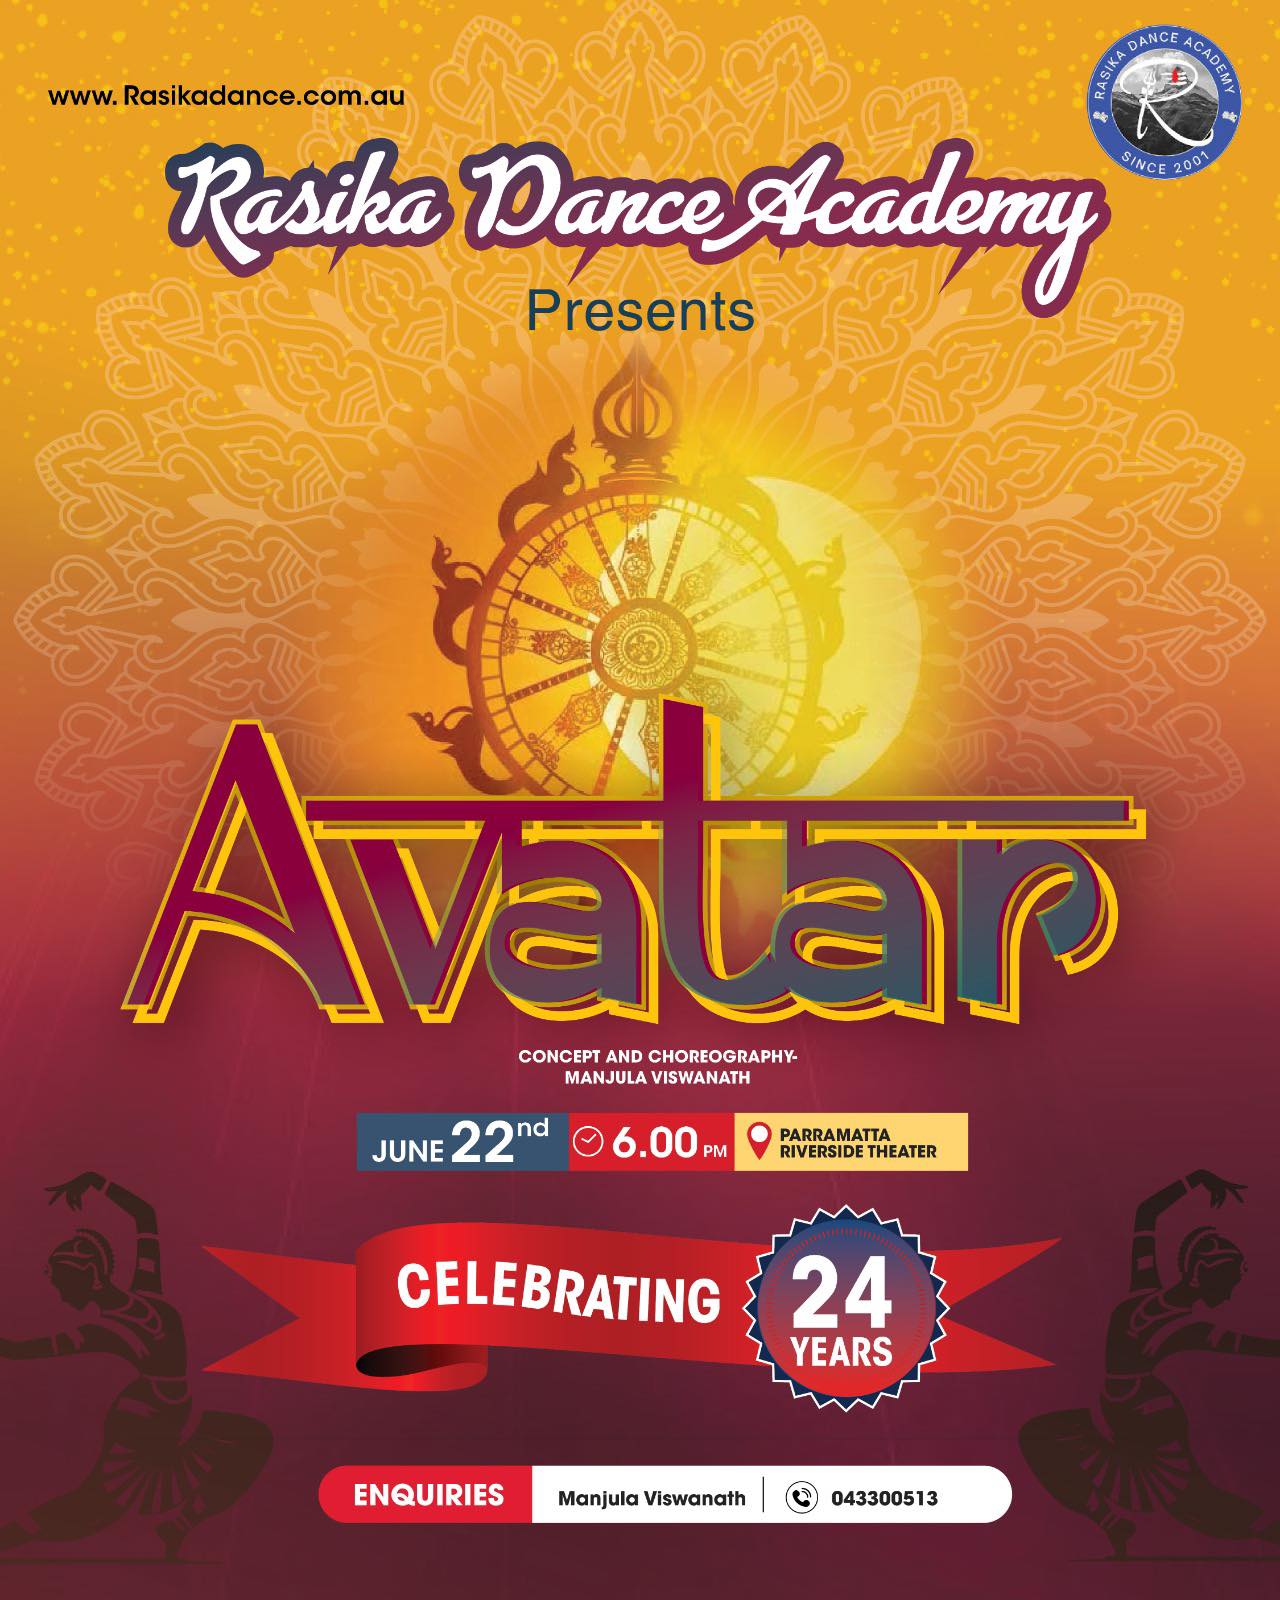 www. Rasikadance.com.au
RASIKA DANCE ACADEMY
R
SINCE 2001
Rasika Dance Academy
Presents
Avatar
CONCEPT AND CHOREOGRAPHY-
MANJULA VISWANATH
JUNE 22nd 6.00 PM PARRAMATTA
RIVERSIDE THEATER
CELEBRATING 24
YEARS
ENQUIRIES Manjula Viswanath 043300513